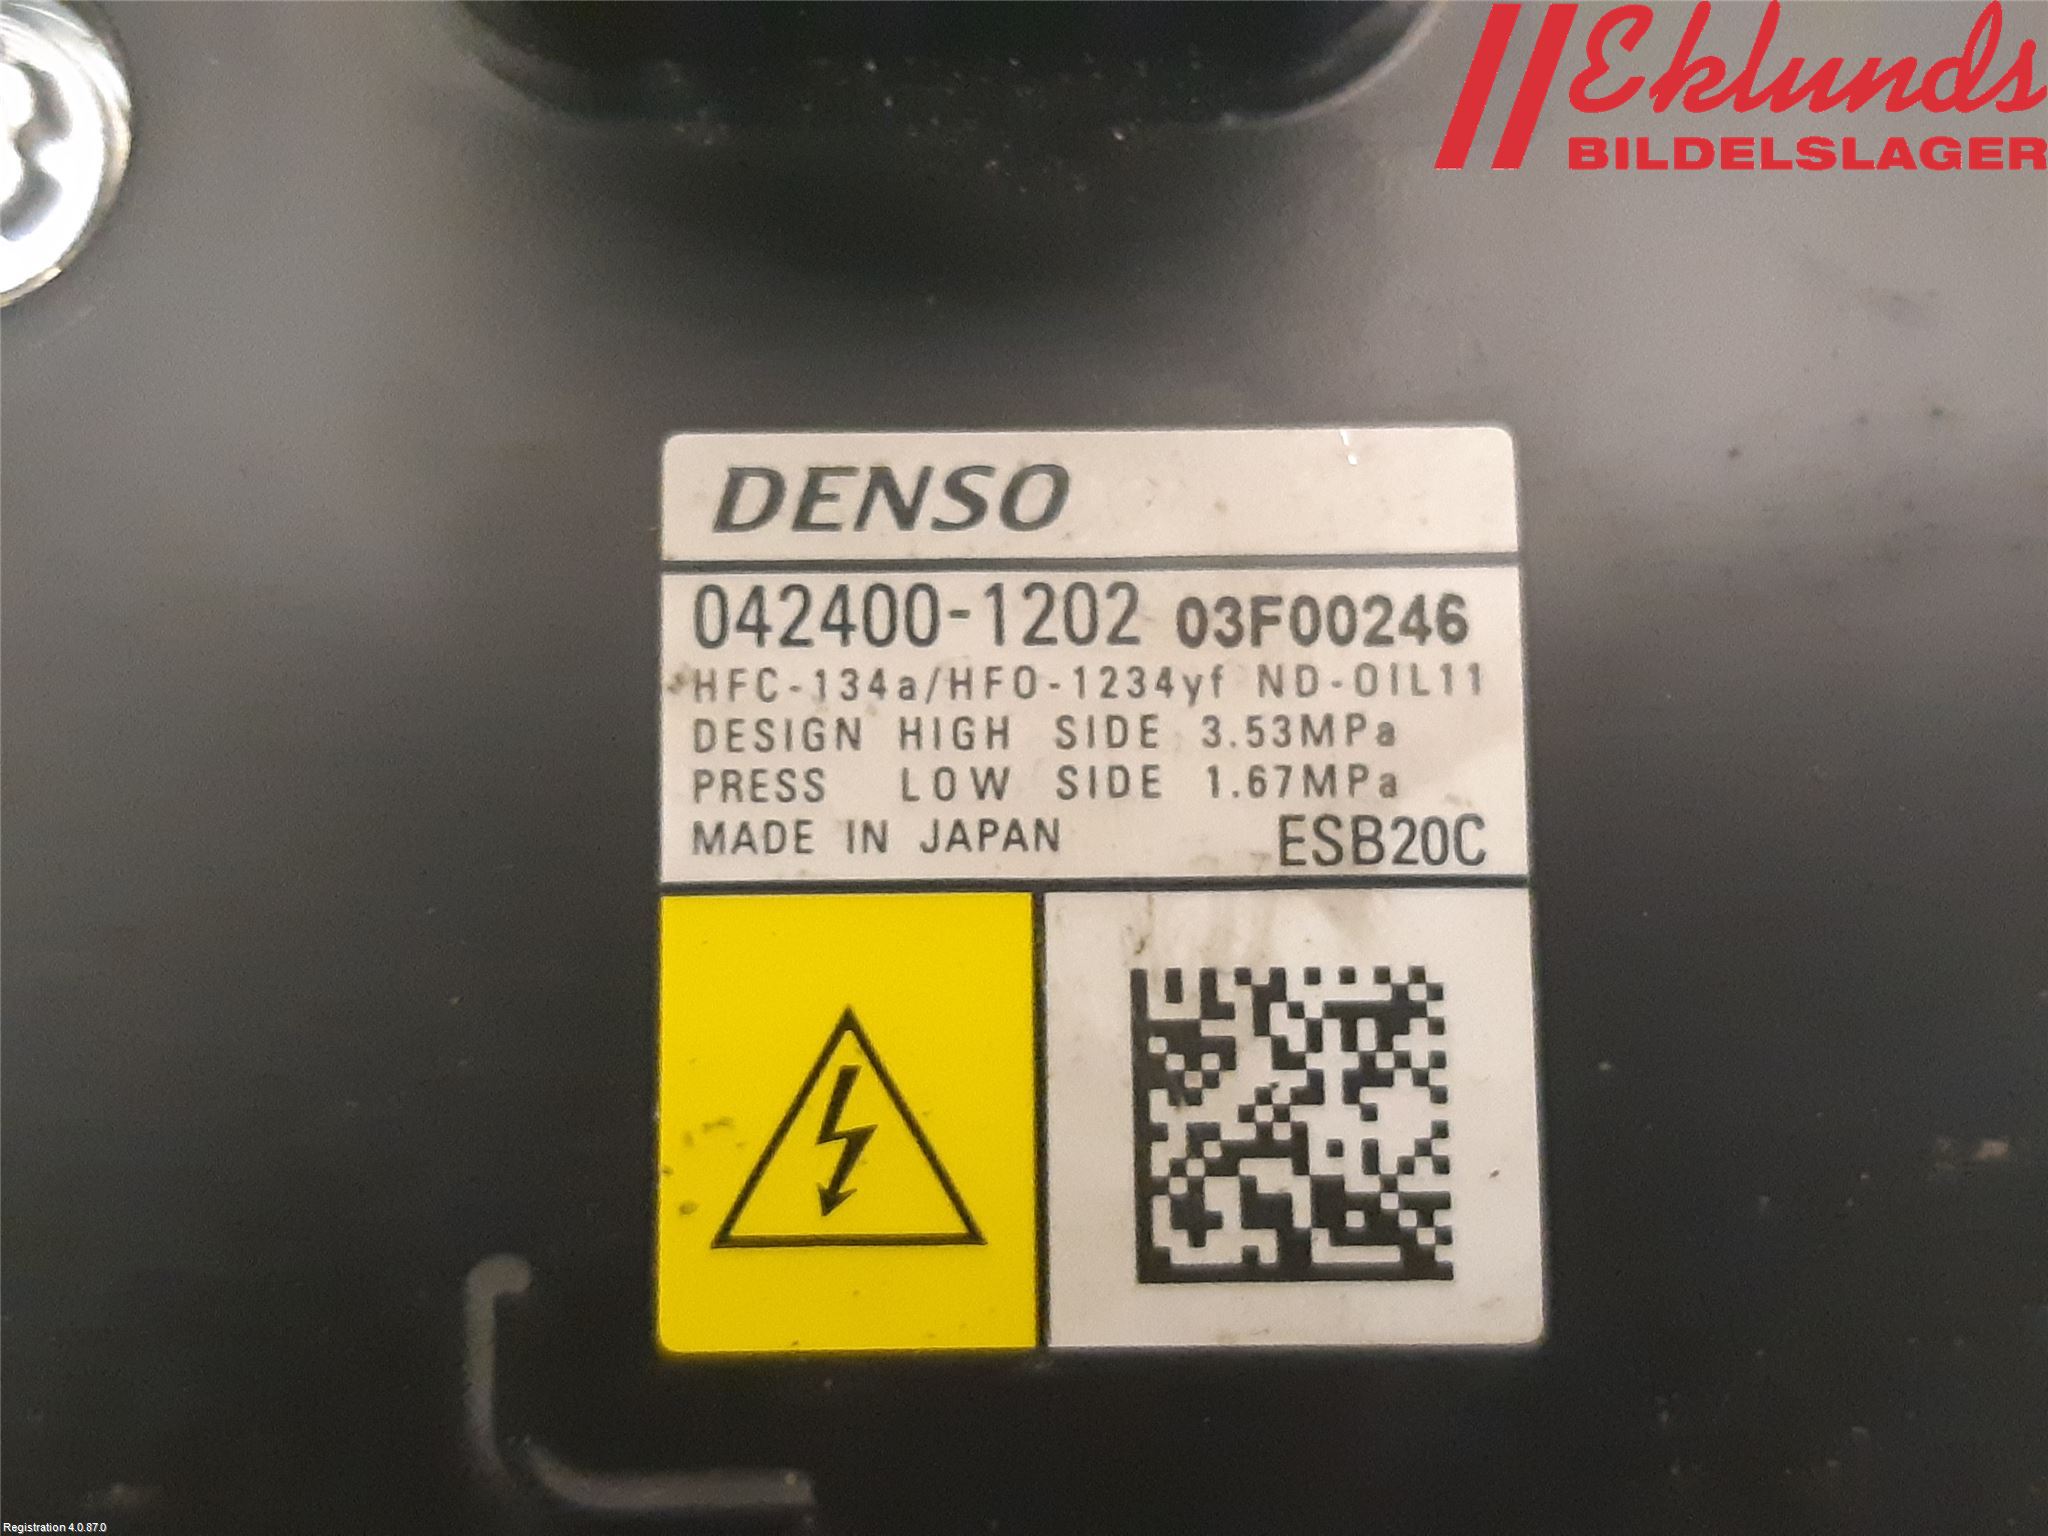 Eklunds
BILDELSLAGER
DENSO
042400-1202 03F00246
HFC-134a/HFO-1234yf ND-OIL11
DESIGN HIGH SIDE 3.53MPa
PRESS LOW SIDE 1.67MPa
MADE IN JAPAN ESB20C
Registration 4.0.87.0